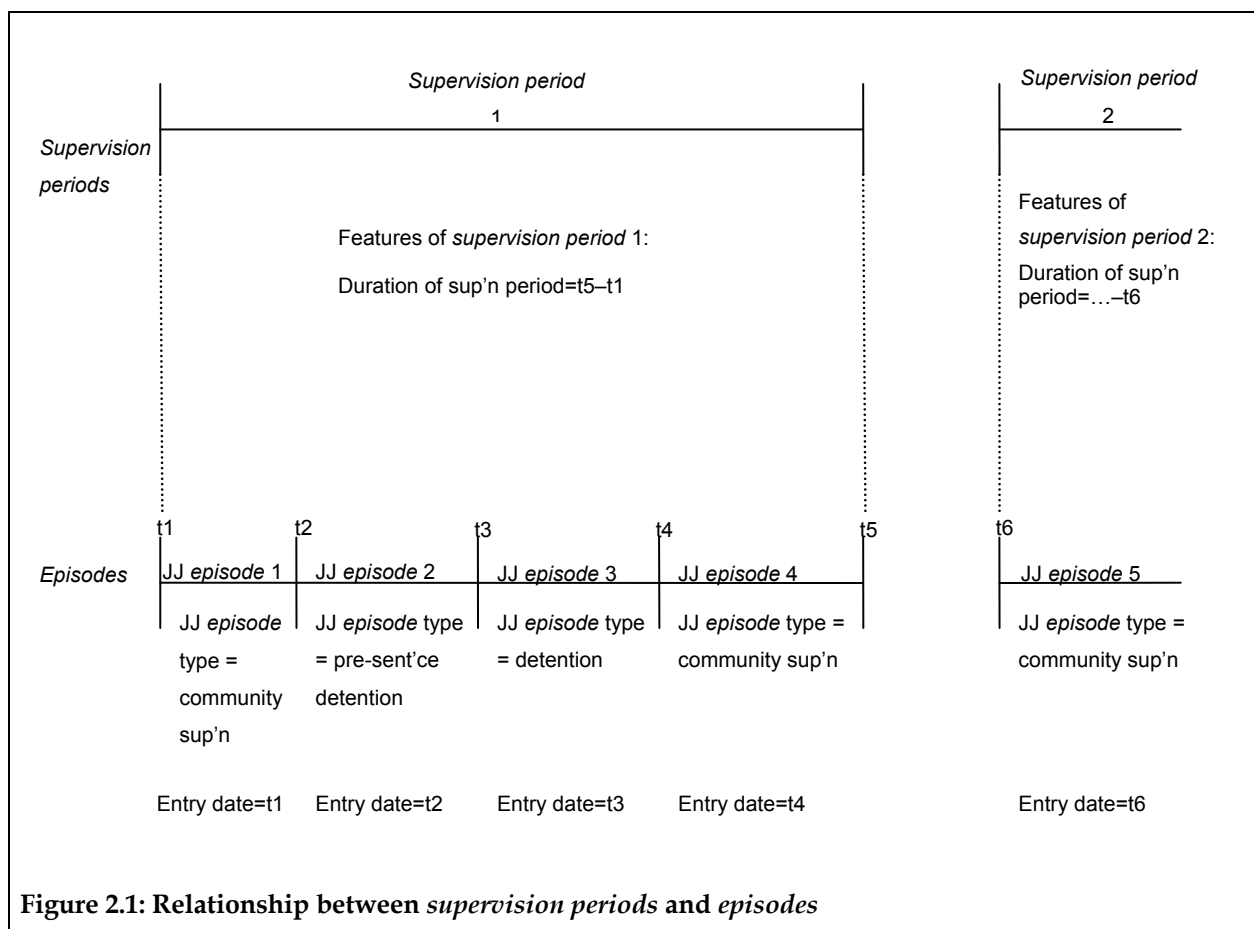 Supervision period
1
Supervision period
2
Supervision
periods
Features of supervision period 1:
Duration of sup’n period=t5–t1
Features of
supervision period 2:
Duration of sup’n
period=…–t6
t1
t2
t3
t4
t5
t6
Episodes
JJ episode 1
JJ episode 2
JJ episode 3
JJ episode 4
JJ episode 5
JJ episode
type =
community
sup’n
JJ episode type
= pre-sent’ce
detention
JJ episode type
= detention
JJ episode type =
community sup’n
JJ episode type =
community sup’n
Entry date=t1
Entry date=t2
Entry date=t3
Entry date=t4
Entry date=t6
Figure 2.1: Relationship between supervision periods and episodes